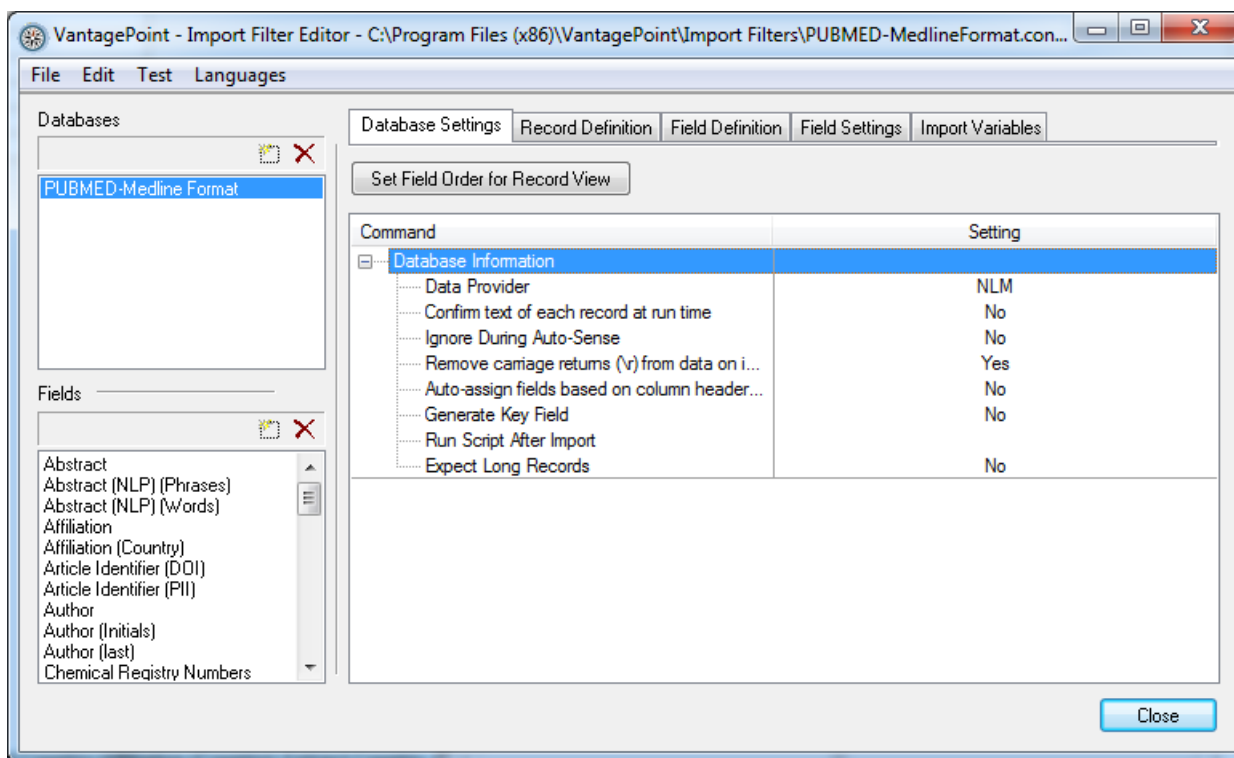 VantagePoint - Import Filter Editor - C:\Program Files (x86)\VantagePoint\Import Filters\PUBMED-MedlineFormat.con...
File Edit Test Languages
Databases
PUBMED-Medline Format
Fields
Abstract
Abstract (NLP) (Phrases)
Abstract (NLP) (Words)
Affiliation
Affiliation (Country)
Article Identifier (DOI)
Article Identifier (PII)
Author
Author (Initials)
Author (last)
Chemical Registry Numbers
Database Settings Record Definition Field Definition Field Settings Import Variables
Set Field Order for Record View
Command Setting
Database Information
Data Provider NLM
Confirm text of each record at run time No
Ignore During Auto-Sense No
Remove carriage returns (\r) from data on i... Yes
Auto-assign fields based on column header... No
Generate Key Field No
Run Script After Import
Expect Long Records No
Close